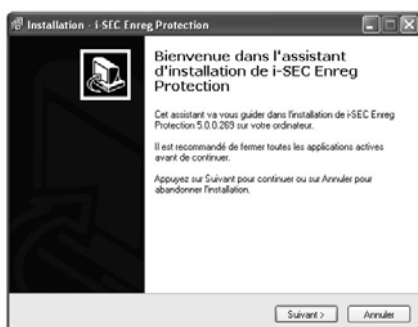 Installation - i-SEC Enreg Protection
Bienvenue dans l'assistant
d'installation de i-SEC Enreg
Protection
Cet assistant va vous guider dans l'installation de i-SEC Enreg
Protection 5.0.0.269 sur votre ordinateur.
Il est recommandé de fermer toutes les applications actives
avant de continuer.
Appuyez sur Suivant pour continuer ou sur Annuler pour
abandonner l'installation.
Suivant >
Annuler